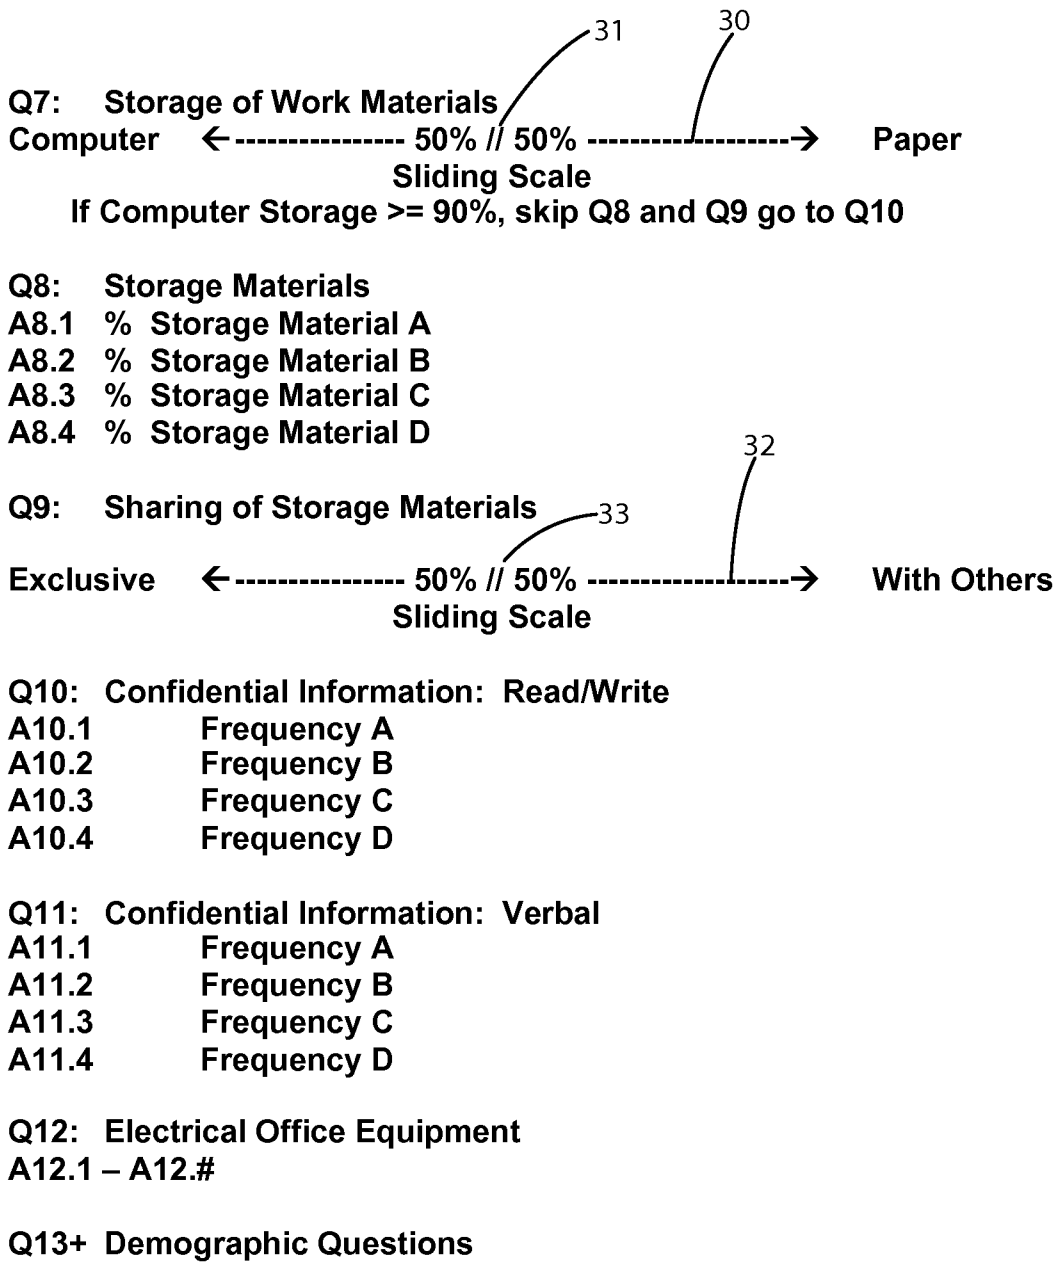 30
31
Q7: Storage of Work Materials
Computer <---------------- 50% // 50% -------------------> Paper
Sliding Scale
If Computer Storage >= 90%, skip Q8 and Q9 go to Q10
Q8: Storage Materials
A8.1 % Storage Material A
A8.2 % Storage Material B
A8.3 % Storage Material C
A8.4 % Storage Material D
32
Q9: Sharing of Storage Materials
33
Exclusive <---------------- 50% // 50% -------------------> With Others
Sliding Scale
Q10: Confidential Information: Read/Write
A10.1 Frequency A
A10.2 Frequency B
A10.3 Frequency C
A10.4 Frequency D
Q11: Confidential Information: Verbal
A11.1 Frequency A
A11.2 Frequency B
A11.3 Frequency C
A11.4 Frequency D
Q12: Electrical Office Equipment
A12.1 – A12.#
Q13+ Demographic Questions